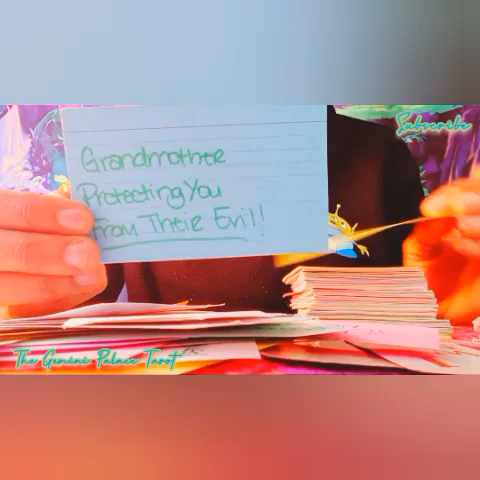 Subscribe
Grandmother
Protecting You
From Their Evil!!
The Gemini Palace Tarot